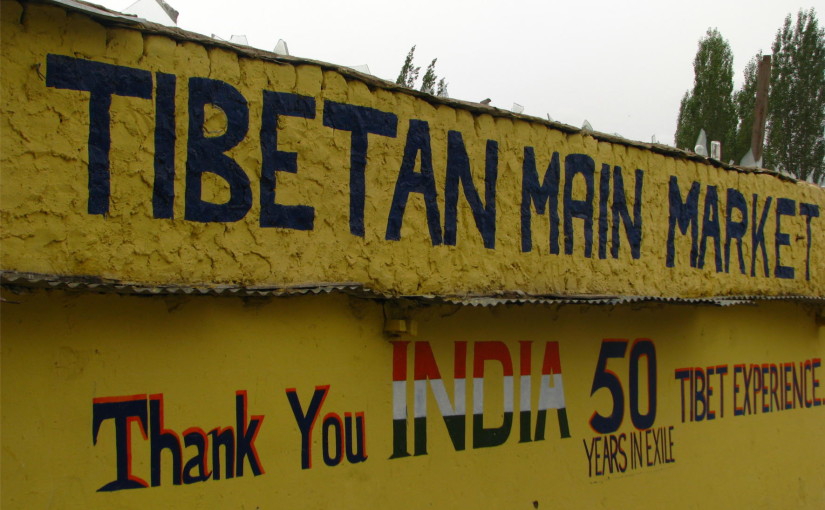 TIBETAN MAIN MARKET
Thank You INDIA 50 TIBET EXPERIENCE.
YEARS IN EXILE